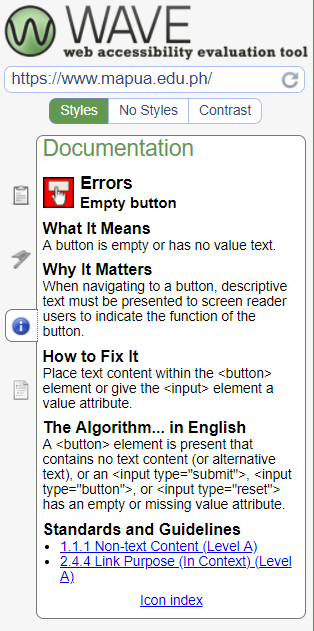 WAVE
web accessibility evaluation tool
https://www.mapua.edu.ph/
Styles No Styles Contrast
Documentation
Errors
Empty button
What It Means
A button is empty or has no value text.
Why It Matters
When navigating to a button, descriptive
text must be presented to screen reader
users to indicate the function of the
button.
How to Fix It
Place text content within the <button>
element or give the <input> element a
value attribute.
The Algorithm... in English
A <button> element is present that
contains no text content (or alternative
text), or an <input type="submit">, <input
type="button">, or <input type="reset">
has an empty or missing value attribute.
Standards and Guidelines
• 1.1.1 Non-text Content (Level A)
• 2.4.4 Link Purpose (In Context) (Level
A)
Icon index